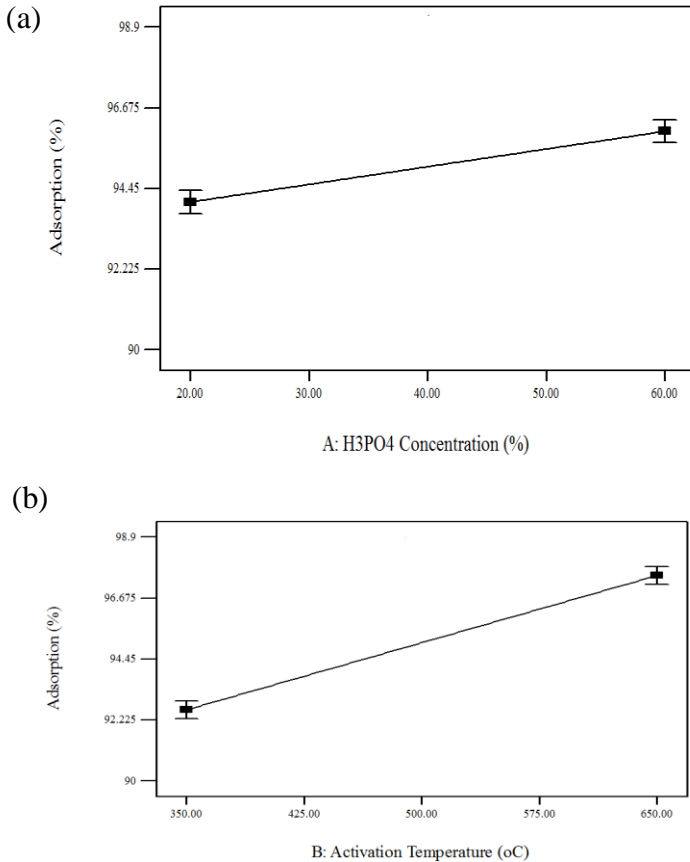 (a)
98.9
96.675
94.45
92.225
90
Adsorption (%)
20.00 30.00 40.00 50.00 60.00
A: H3PO4 Concentration (%)
(b)
98.9
96.675
94.45
92.225
90
Adsorption (%)
350.00 425.00 500.00 575.00 650.00
B: Activation Temperature (oC)